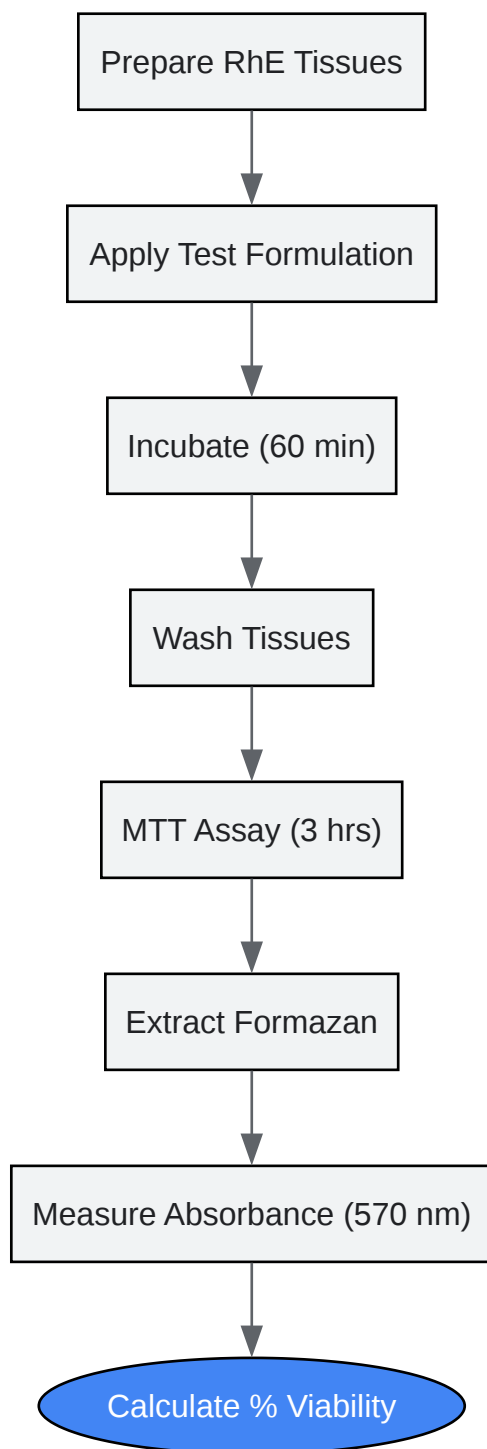 Prepare RhE Tissues
Apply Test Formulation
Incubate (60 min)
Wash Tissues
MTT Assay (3 hrs)
Extract Formazan
Measure Absorbance (570 nm)
Calculate % Viability